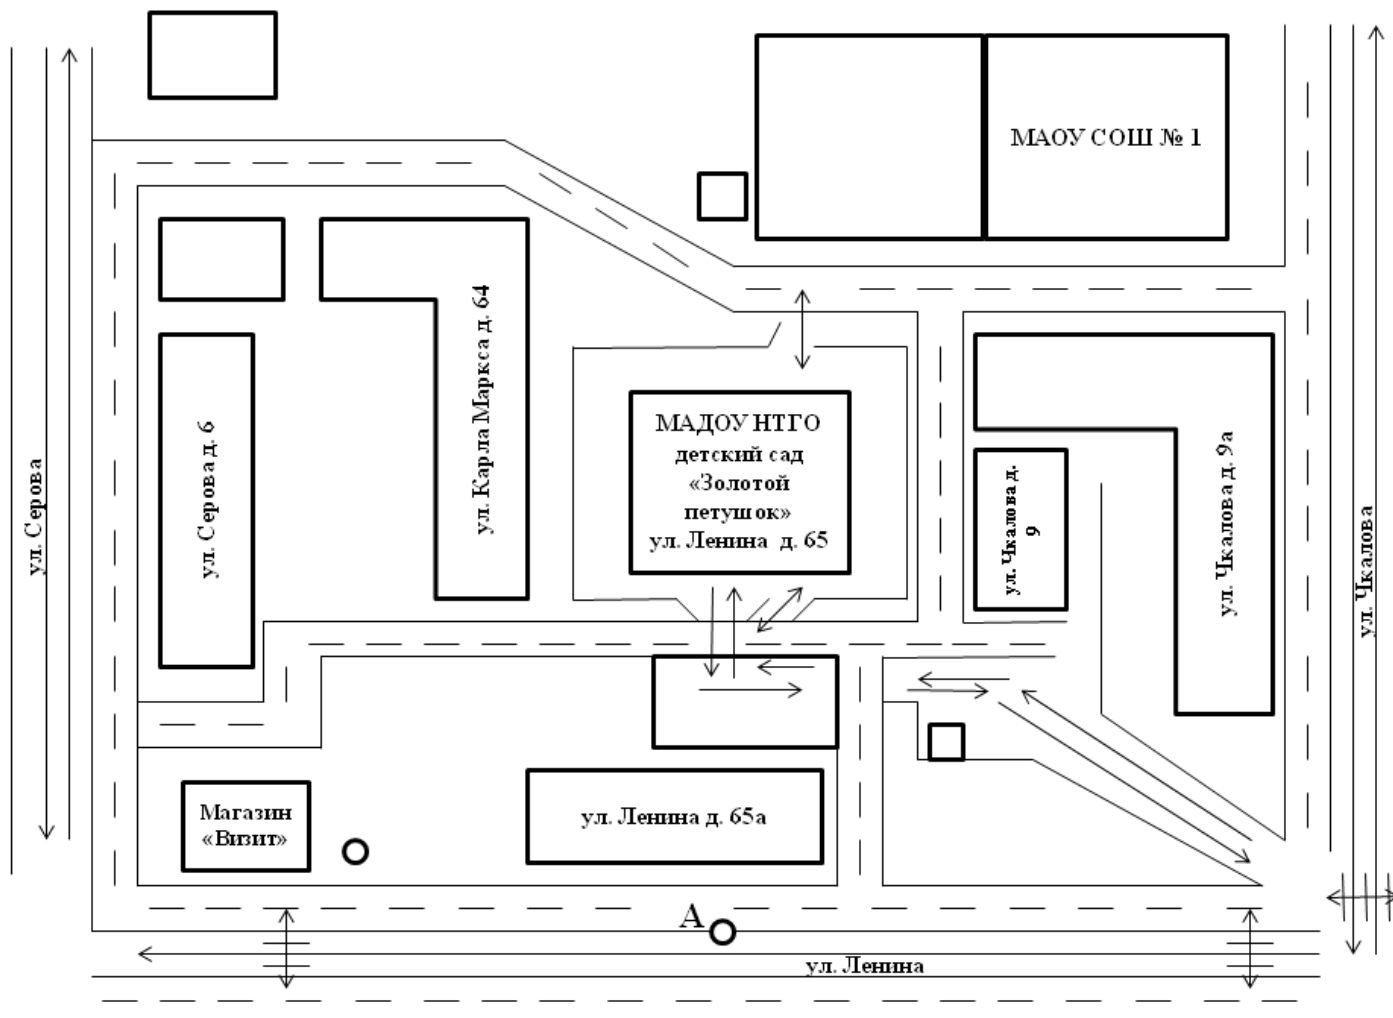 МАОУ СОШ № 1
ул. Серова
ул. Серова д. 6
ул. Карла Маркса д. 64
МАДОУ НТГО
детский сад
«Золотой
петушок»
ул. Ленина д. 65
ул. Чкалова д.
9
ул. Чкалова д. 9а
ул. Чкалова
Магазин
«Визит»
ул. Ленина д. 65а
А
ул. Ленина